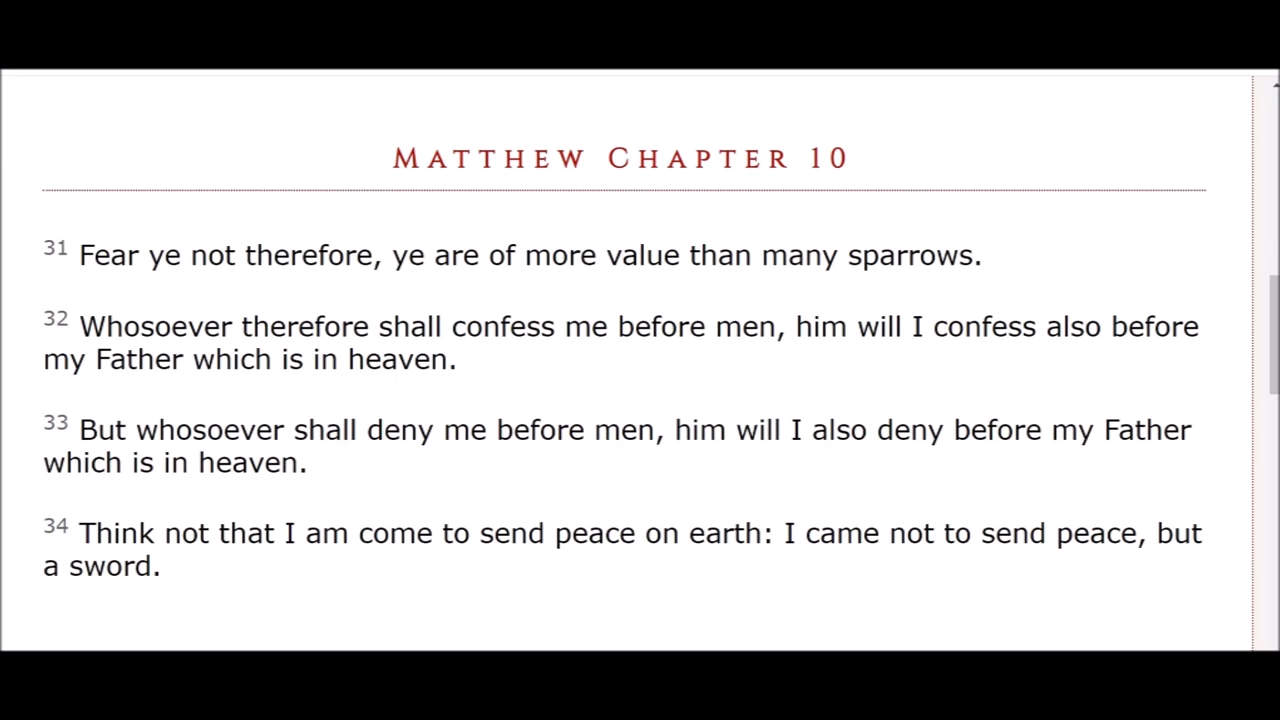 MATTHEW CHAPTER 10
31 Fear ye not therefore, ye are of more value than many sparrows.
32 Whosoever therefore shall confess me before men, him will I confess also before
my Father which is in heaven.
33 But whosoever shall deny me before men, him will I also deny before my Father
which is in heaven.
34 Think not that I am come to send peace on earth: I came not to send peace, but
a sword.